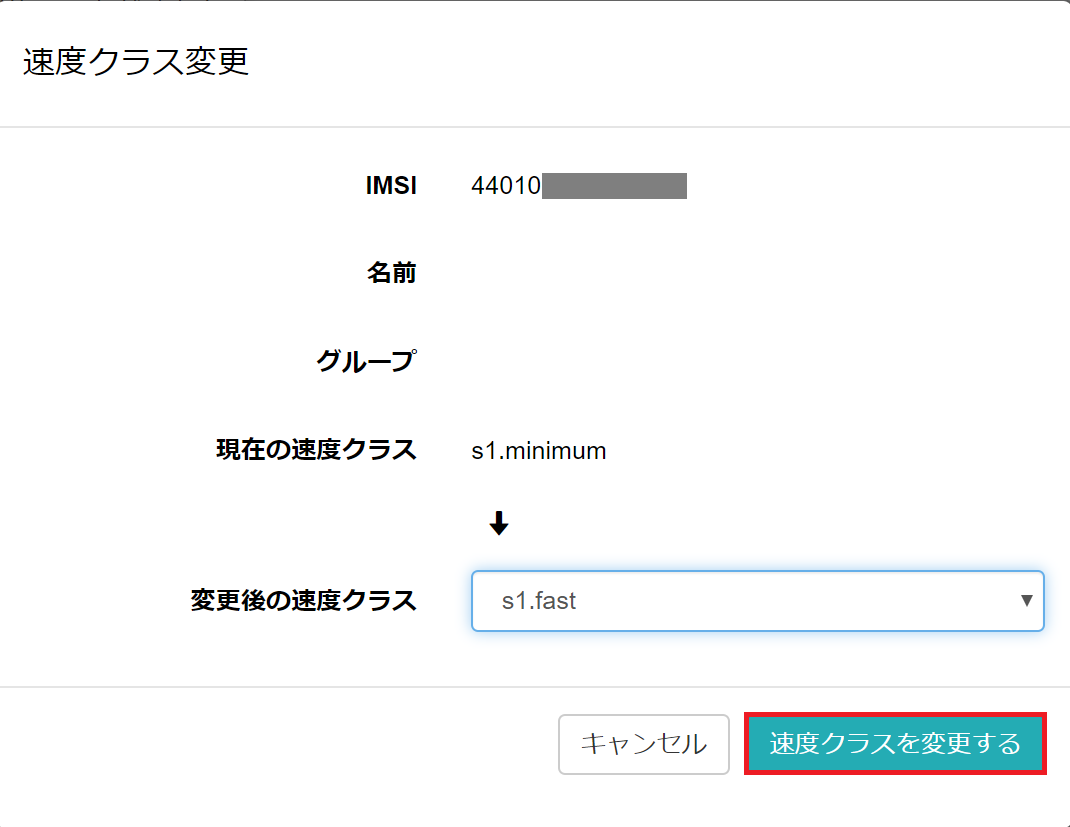 速度クラス変更
IMSI 44010
名前
グループ
現在の速度クラス s1.minimum
変更後の速度クラス s1.fast
キャンセル 速度クラスを変更する